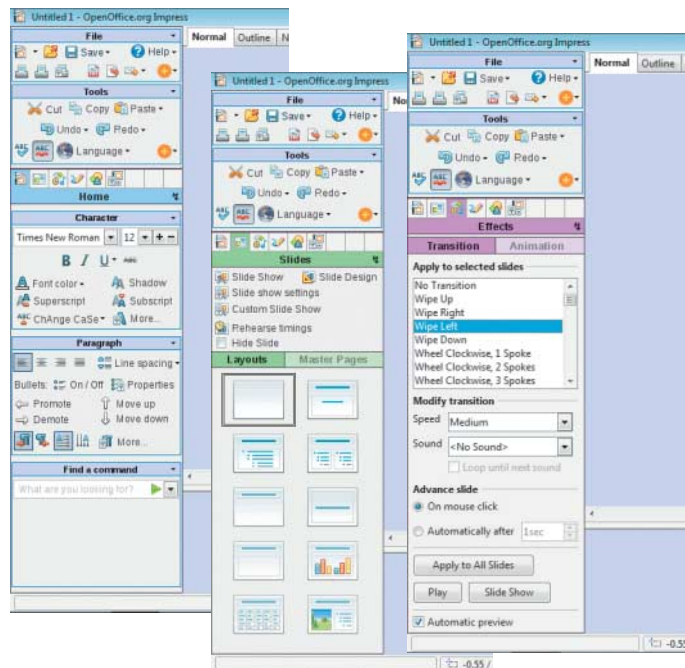 Untitled 1 - OpenOffice.org Impress
File
Save
Help
Tools
Cut Copy Paste
Undo Redo
Language
Home
Character
Times New Roman 12
B I U ABC
Font color Shadow
Superscript Subscript
ChAnge CaSe More...
Paragraph
Line spacing
Bullets: On / Off Properties
Promote Move up
Demote Move down
More...
Find a command
What are you looking for?
Normal Outline N
Untitled 1 - OpenOffice.org Impress
File
Save Help
Tools
Cut Copy Paste
Undo Redo
Language
Slides
Slide Show Slide Design
Slide show settings
Custom Slide Show
Rehearse timings
Hide Slide
Layouts Master Pages
No
-0.55 /
Untitled 1 - OpenOffice.org Impress
File
Save Help
Tools
Cut Copy Paste
Undo Redo
Language
Effects
Transition Animation
Apply to selected slides
No Transition
Wipe Up
Wipe Right
Wipe Left
Wipe Down
Wheel Clockwise, 1 Spoke
Wheel Clockwise, 2 Spokes
Wheel Clockwise, 3 Spokes
Modify transition
Speed Medium
Sound <No Sound>
Loop until next sound
Advance slide
On mouse click
Automatically after 1sec
Apply to All Slides
Play Slide Show
Automatic preview
Normal Outline
-0.55